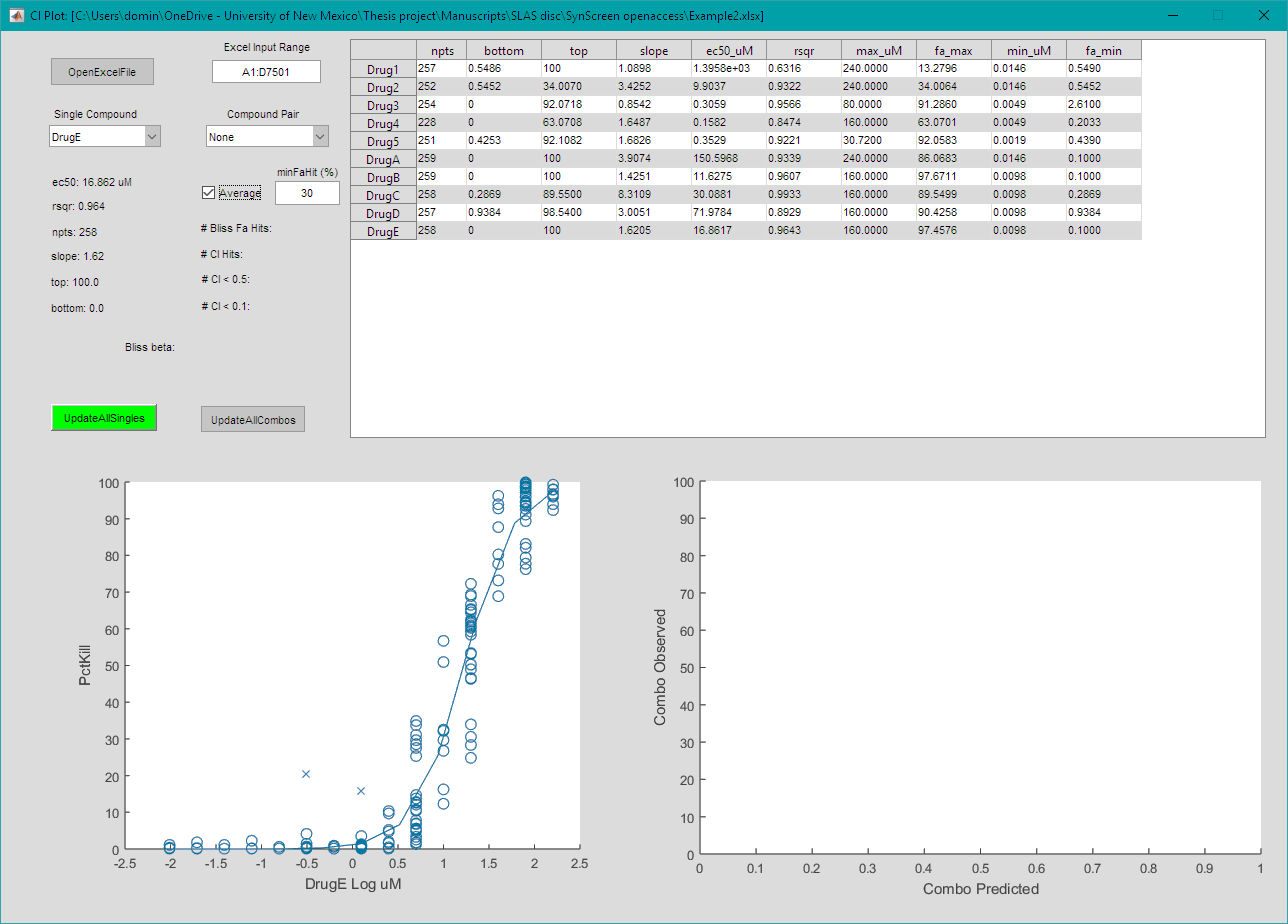 CI Plot: [C:\Users\domin\OneDrive - University of New Mexico\Thesis project\Manuscripts\SLAS disc\SynScreen openaccess\Example2.xlsx]
OpenExcelFile
Excel Input Range
A1:D7501
Single Compound
DrugE
Compound Pair
None
ec50: 16.862 uM
rsqr: 0.964
npts: 258
slope: 1.62
top: 100.0
bottom: 0.0
Average
minFaHit (%)
30
# Bliss Fa Hits:
# CI Hits:
# CI < 0.5:
# CI < 0.1:
Bliss beta:
UpdateAllSingles
UpdateAllCombos
npts bottom top slope ec50_uM rsqr max_uM fa_max min_uM fa_min
Drug1 257 0.5486 100 1.0898 1.3958e+03 0.6316 240.0000 13.2796 0.0146 0.5490
Drug2 252 0.5452 34.0070 3.4252 9.9037 0.9322 240.0000 34.0064 0.0146 0.5452
Drug3 254 0 92.0718 0.8542 0.3059 0.9566 80.0000 91.2860 0.0049 2.6100
Drug4 228 0 63.0708 1.6487 0.1582 0.8474 160.0000 63.0701 0.0049 0.2033
Drug5 251 0.4253 92.1082 1.6826 0.3529 0.9221 30.7200 92.0583 0.0019 0.4390
DrugA 259 0 100 3.9074 150.5968 0.9339 240.0000 86.0683 0.0146 0.1000
DrugB 259 0 100 1.4251 11.6275 0.9607 160.0000 97.6711 0.0098 0.1000
DrugC 258 0.2869 89.5500 8.3109 30.0881 0.9933 160.0000 89.5499 0.0098 0.2869
DrugD 257 0.9384 98.5400 3.0051 71.9784 0.8929 160.0000 90.4258 0.0098 0.9384
DrugE 258 0 100 1.6205 16.8617 0.9643 160.0000 97.4576 0.0098 0.1000
100
90
80
70
60
50
40
30
20
10
0
PctKill
-2.5 -2 -1.5 -1 -0.5 0 0.5 1 1.5 2 2.5
DrugE Log uM
100
90
80
70
60
50
40
30
20
10
0
Combo Observed
0 0.1 0.2 0.3 0.4 0.5 0.6 0.7 0.8 0.9 1
Combo Predicted